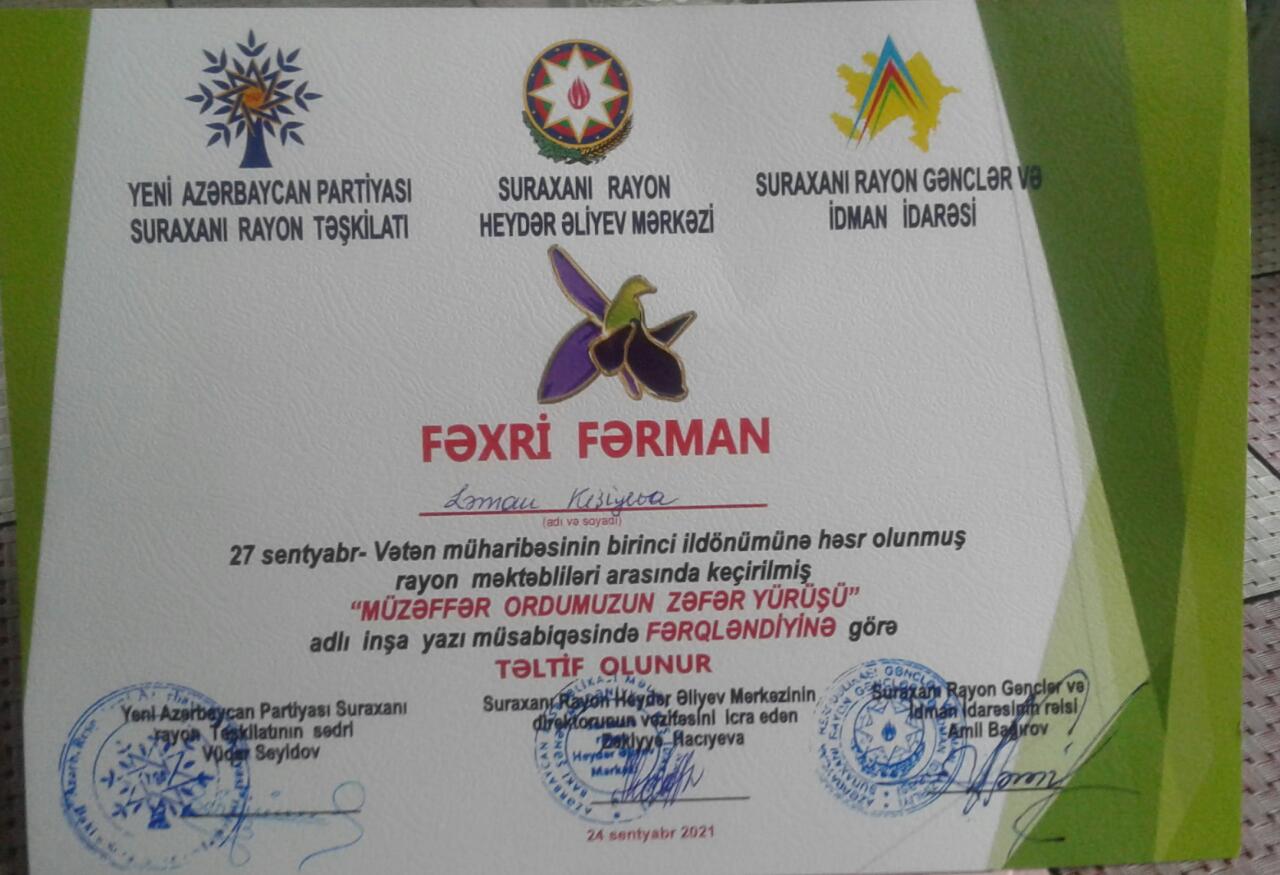 YENİ AZƏRBAYCAN PARTİYASI
SURAXANI RAYON TƏŞKİLATI
SURAXANI RAYON
HEYDƏR ƏLİYEV MƏRKƏZİ
SURAXANI RAYON GƏNCLƏR VƏ
İDMAN İDARƏSİ
FƏXRİ FƏRMAN
Ləman Keşiyeva
(adı və soyadı)
27 sentyabr- Vətən müharibəsinin birinci ildönümünə həsr olunmuş
rayon məktəbliləri arasında keçirilmiş
“MÜZƏFFƏR ORDUMUZUN ZƏFƏR YÜRÜŞÜ”
adlı inşa yazı müsabiqəsində FƏRQLƏNDİYİNƏ görə
TƏLTİF OLUNUR
Yeni Azərbaycan Partiyası Suraxanı
rayon Təşkilatının sədri
Vüqar Seyidov
Suraxanı Rayon Heydər Əliyev Mərkəzinin
direktorunun vəzifəsini icra edən
Zəkiyyə Hacıyeva
Suraxanı Rayon Gənclər və
İdman İdarəsinin rəisi
Amil Bağırov
Heydər Əliyev
Mərkəzi
24 sentyabr 2021